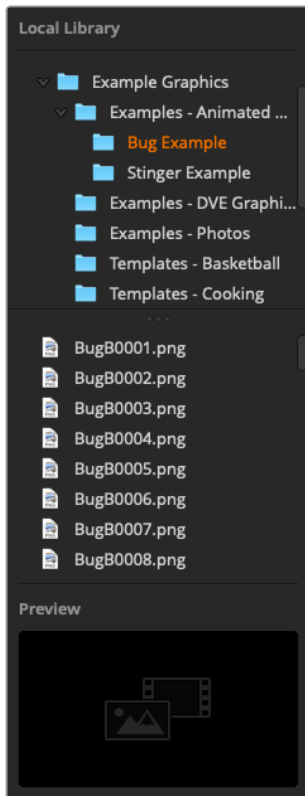 Local Library
Example Graphics
Examples - Animated ...
Bug Example
Stinger Example
Examples - DVE Graphi...
Examples - Photos
Templates - Basketball
Templates - Cooking
BugB0001.png
BugB0002.png
BugB0003.png
BugB0004.png
BugB0005.png
BugB0006.png
BugB0007.png
BugB0008.png
Preview